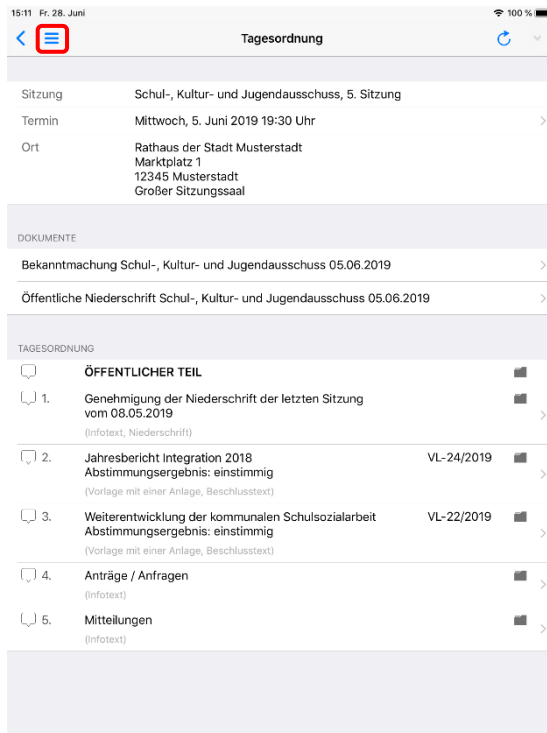 15:11 Fr. 28. Juni 100 %
Tagesordnung
Sitzung Schul-, Kultur- und Jugendausschuss, 5. Sitzung
Termin Mittwoch, 5. Juni 2019 19:30 Uhr
Ort Rathaus der Stadt Musterstadt
Marktplatz 1
12345 Musterstadt
Großer Sitzungssaal
DOKUMENTE
Bekanntmachung Schul-, Kultur- und Jugendausschuss 05.06.2019
Öffentliche Niederschrift Schul-, Kultur- und Jugendausschuss 05.06.2019
TAGESORDNUNG
ÖFFENTLICHER TEIL
1. Genehmigung der Niederschrift der letzten Sitzung
vom 08.05.2019
(Infotext, Niederschrift)
2. Jahresbericht Integration 2018 VL-24/2019
Abstimmungsergebnis: einstimmig
(Vorlage mit einer Anlage, Beschlusstext)
3. Weiterentwicklung der kommunalen Schulsozialarbeit VL-22/2019
Abstimmungsergebnis: einstimmig
(Vorlage mit einer Anlage, Beschlusstext)
4. Anträge / Anfragen
(Infotext)
5. Mitteilungen
(Infotext)